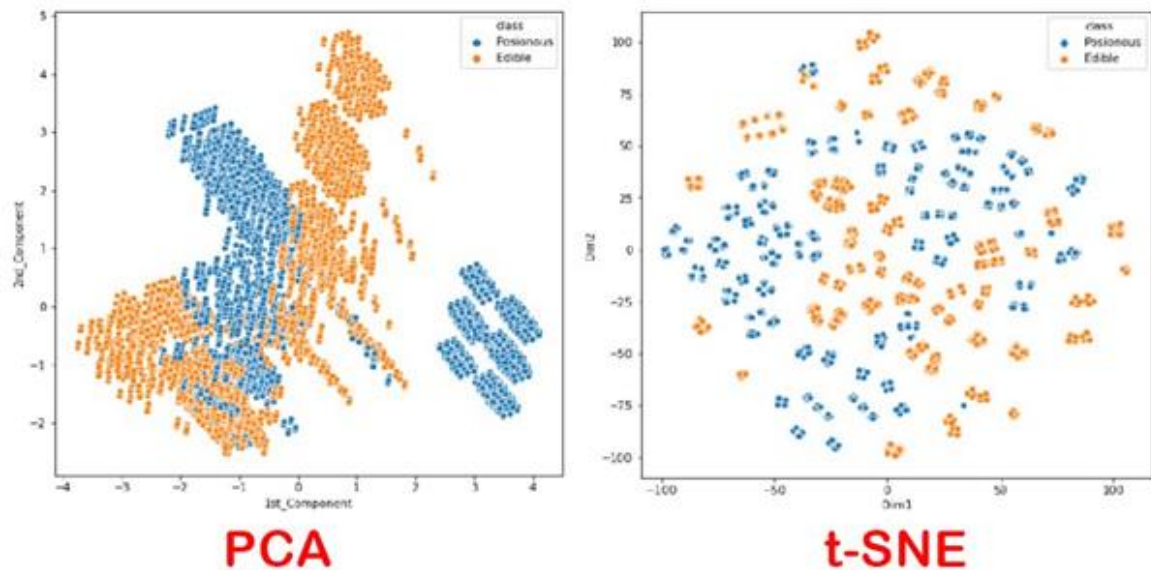 class
Posionous
Edible
5
4
3
2
1
0
−1
−2
2nd_Component
−4 −3 −2 −1 0 1 2 3 4
1st_Component
PCA
class
Posionous
Edible
100
75
50
25
0
−25
−50
−75
−100
Dim2
−100 −50 0 50 100
Dim1
t-SNE